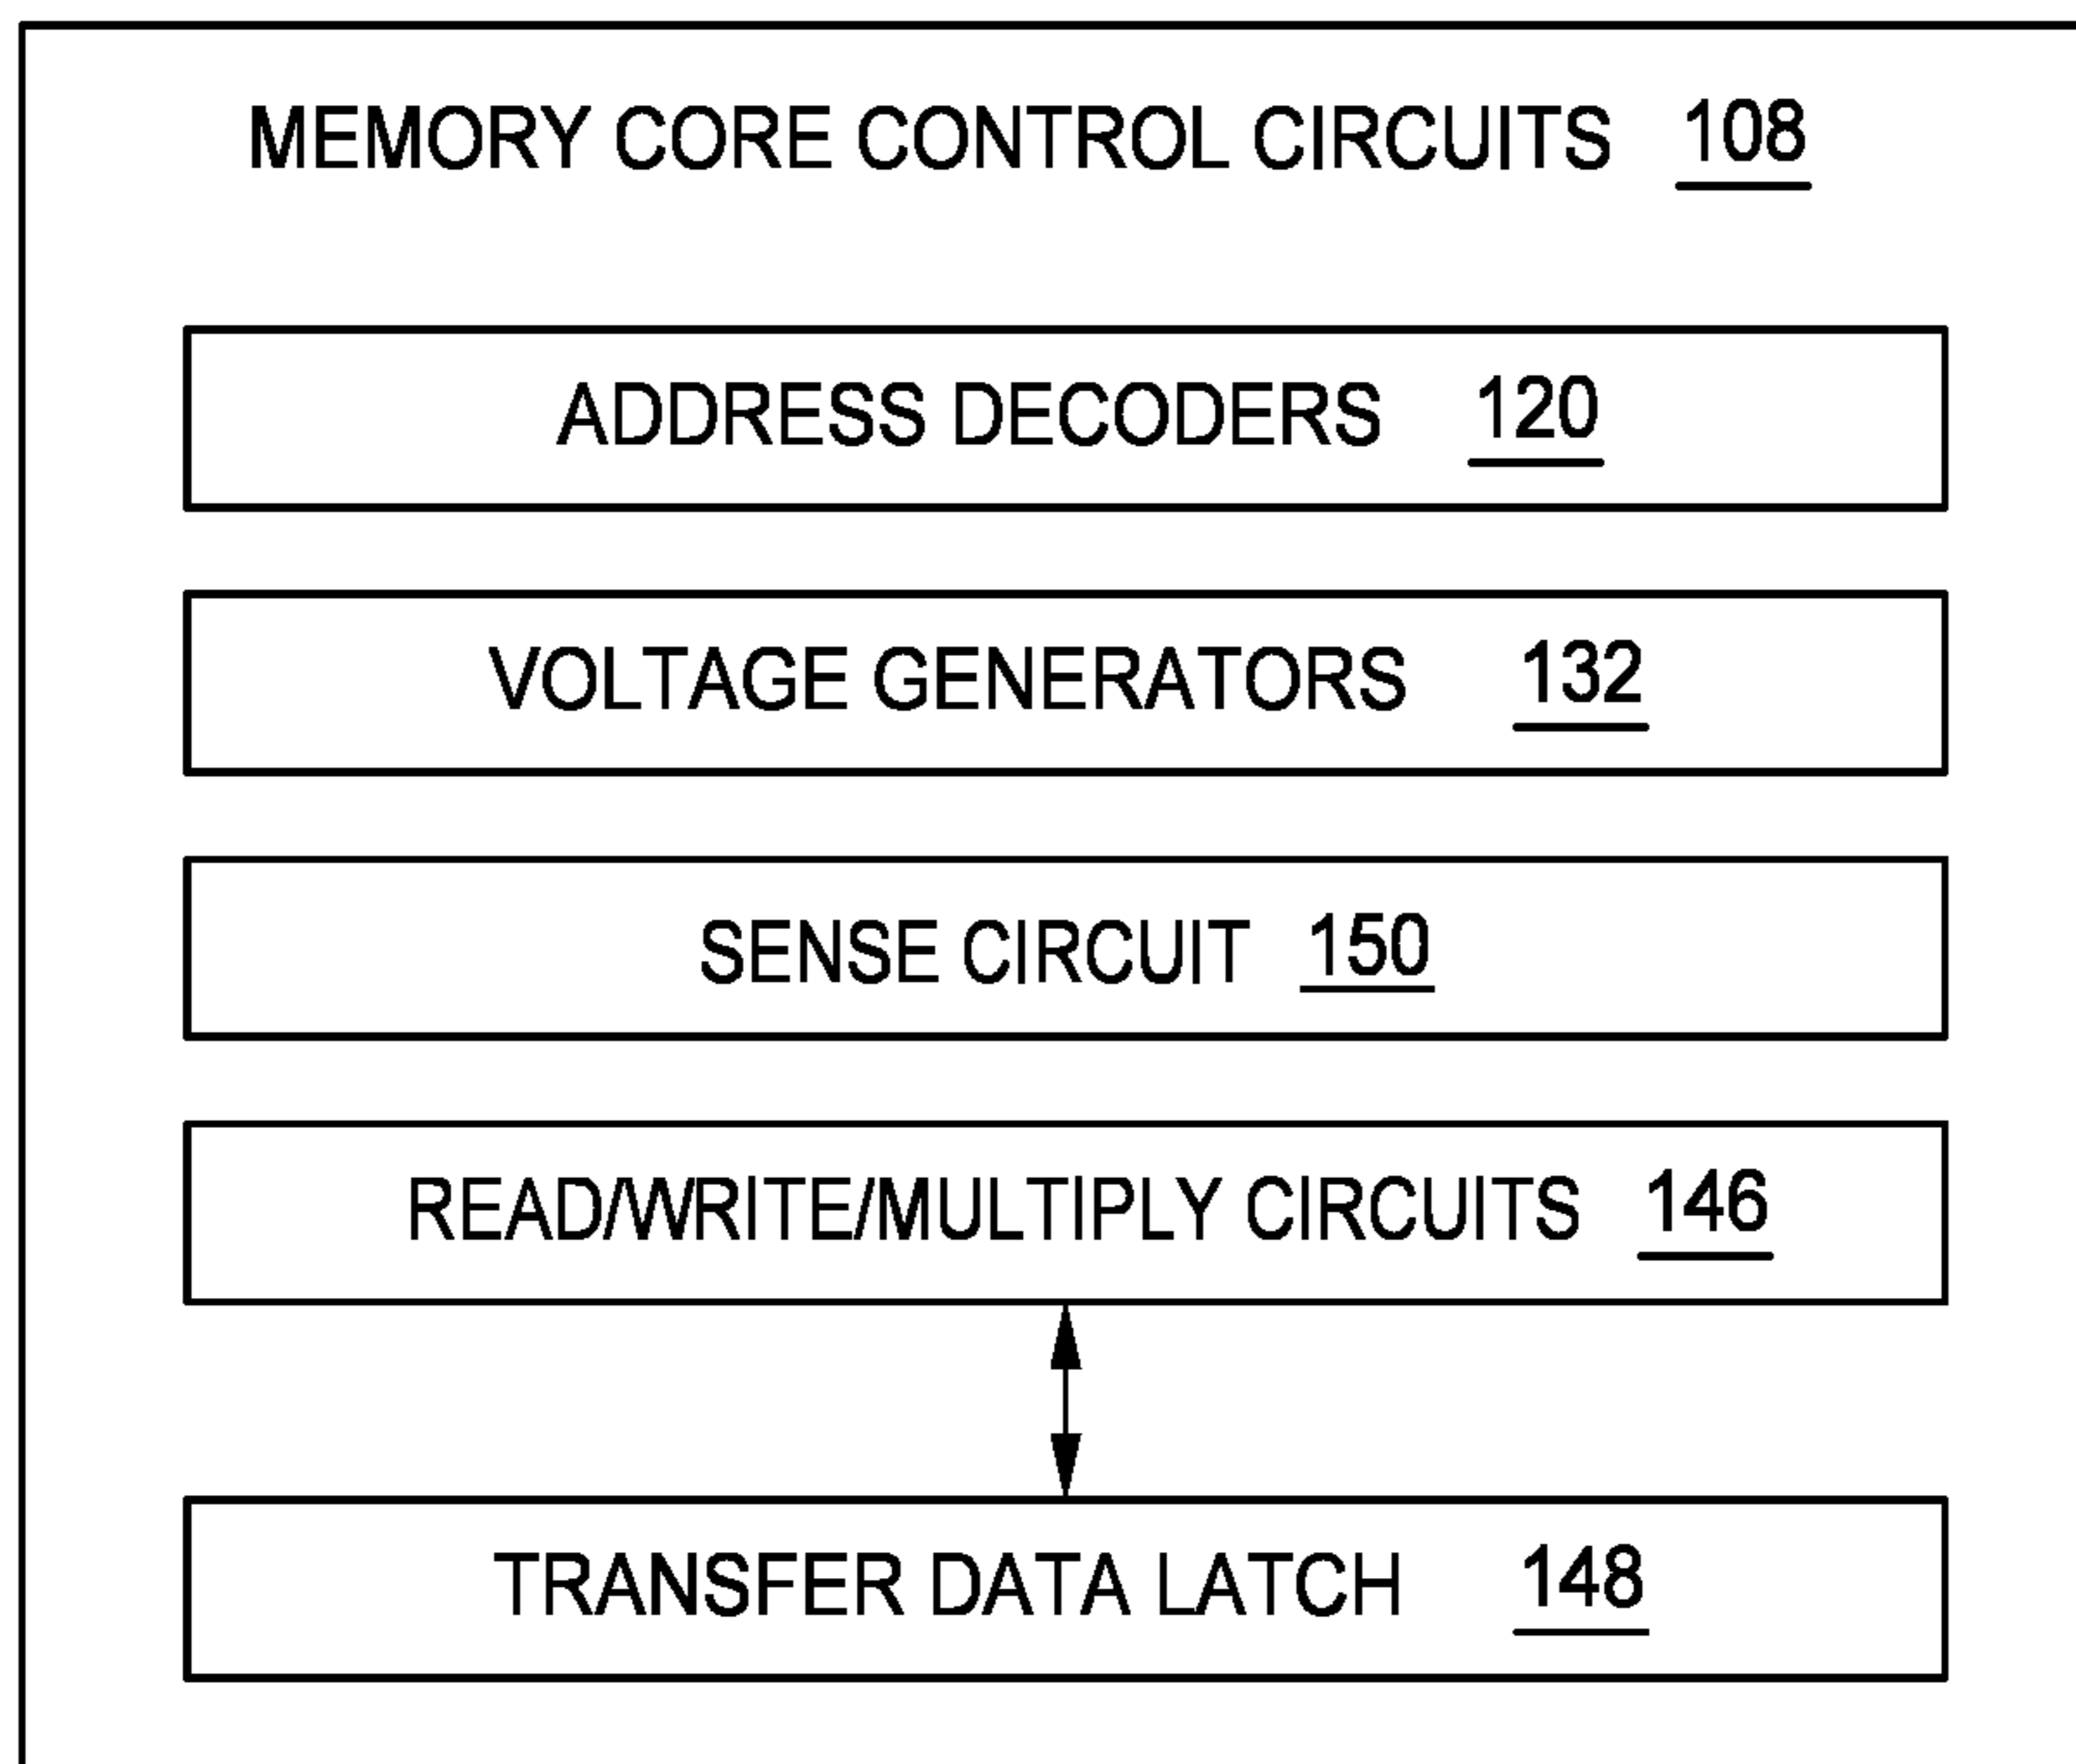 MEMORY CORE CONTROL CIRCUITS 108
ADDRESS DECODERS 120
VOLTAGE GENERATORS 132
SENSE CIRCUIT 150
READ/WRITE/MULTIPLY CIRCUITS 146
TRANSFER DATA LATCH 148